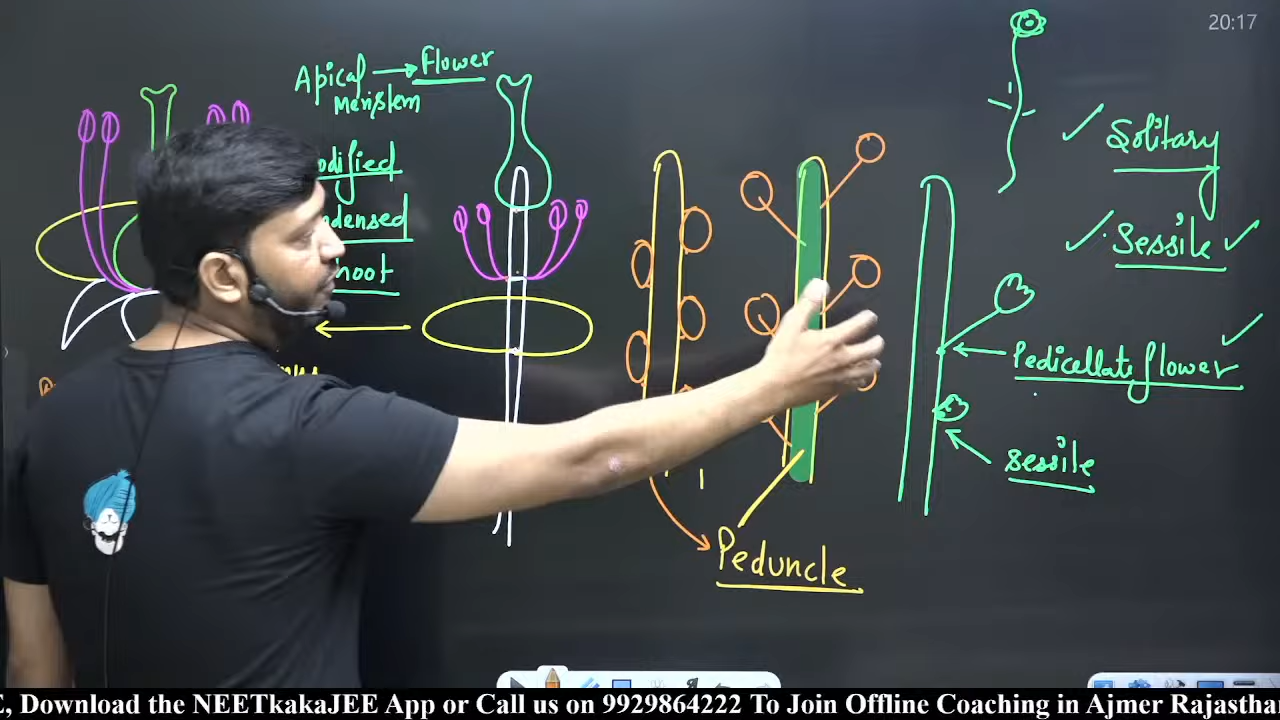 20:17
Apical → Flower
Meristem
odified
ndensed
hoot
Solitary
Sessile
Pedicellate flower
sessile
Peduncle
E, Download the NEETkakaJEE App or Call us on 9929864222 To Join Offline Coaching in Ajmer Rajastha